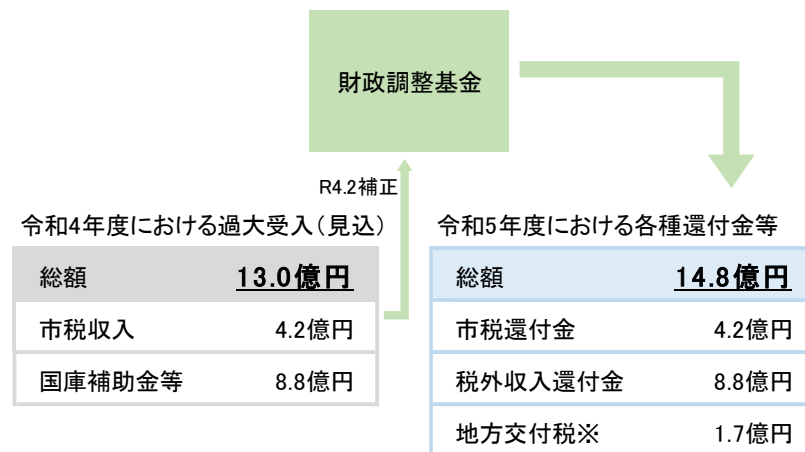 財政調整基金
R4.2補正
令和4年度における過大受入(見込)
総額 13.0億円
市税収入 4.2億円
国庫補助金等 8.8億円
令和5年度における各種還付金等
総額 14.8億円
市税還付金 4.2億円
税外収入還付金 8.8億円
地方交付税※ 1.7億円